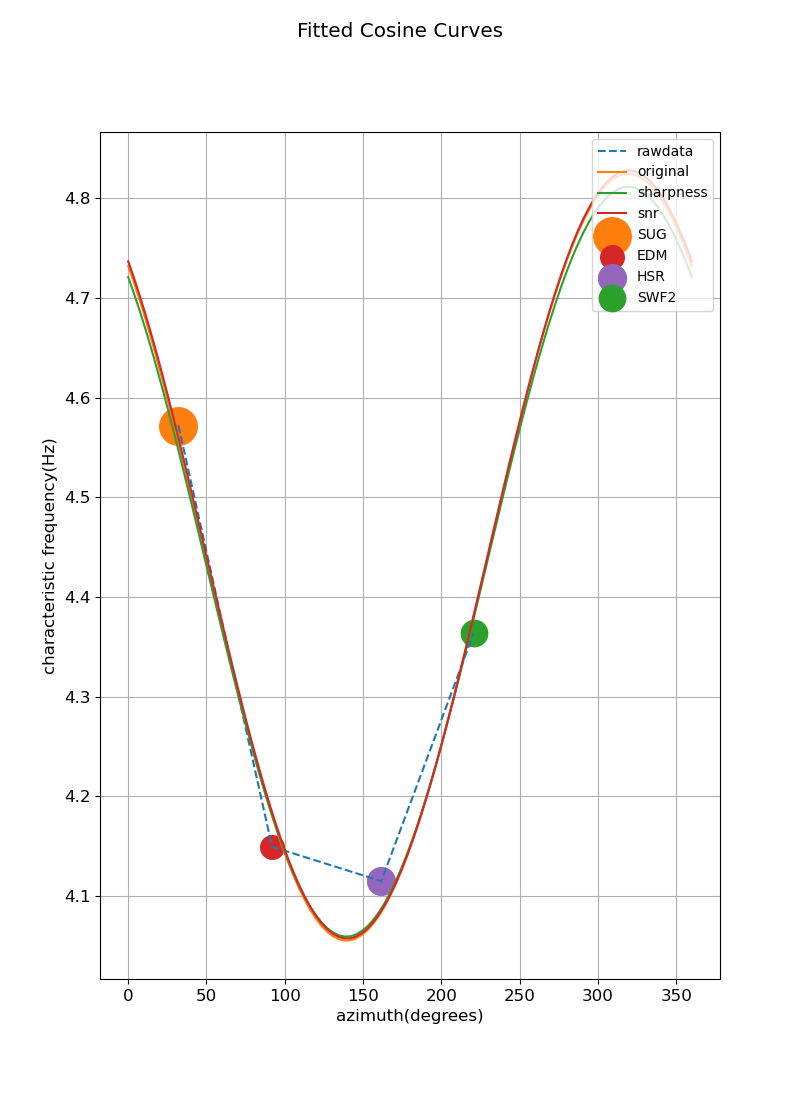 Fitted Cosine Curves
rawdata
original
sharpness
snr
SUG
EDM
HSR
SWF2
4.8
4.7
4.6
4.5
4.4
4.3
4.2
4.1
characteristic frequency(Hz)
0 50 100 150 200 250 300 350
azimuth(degrees)